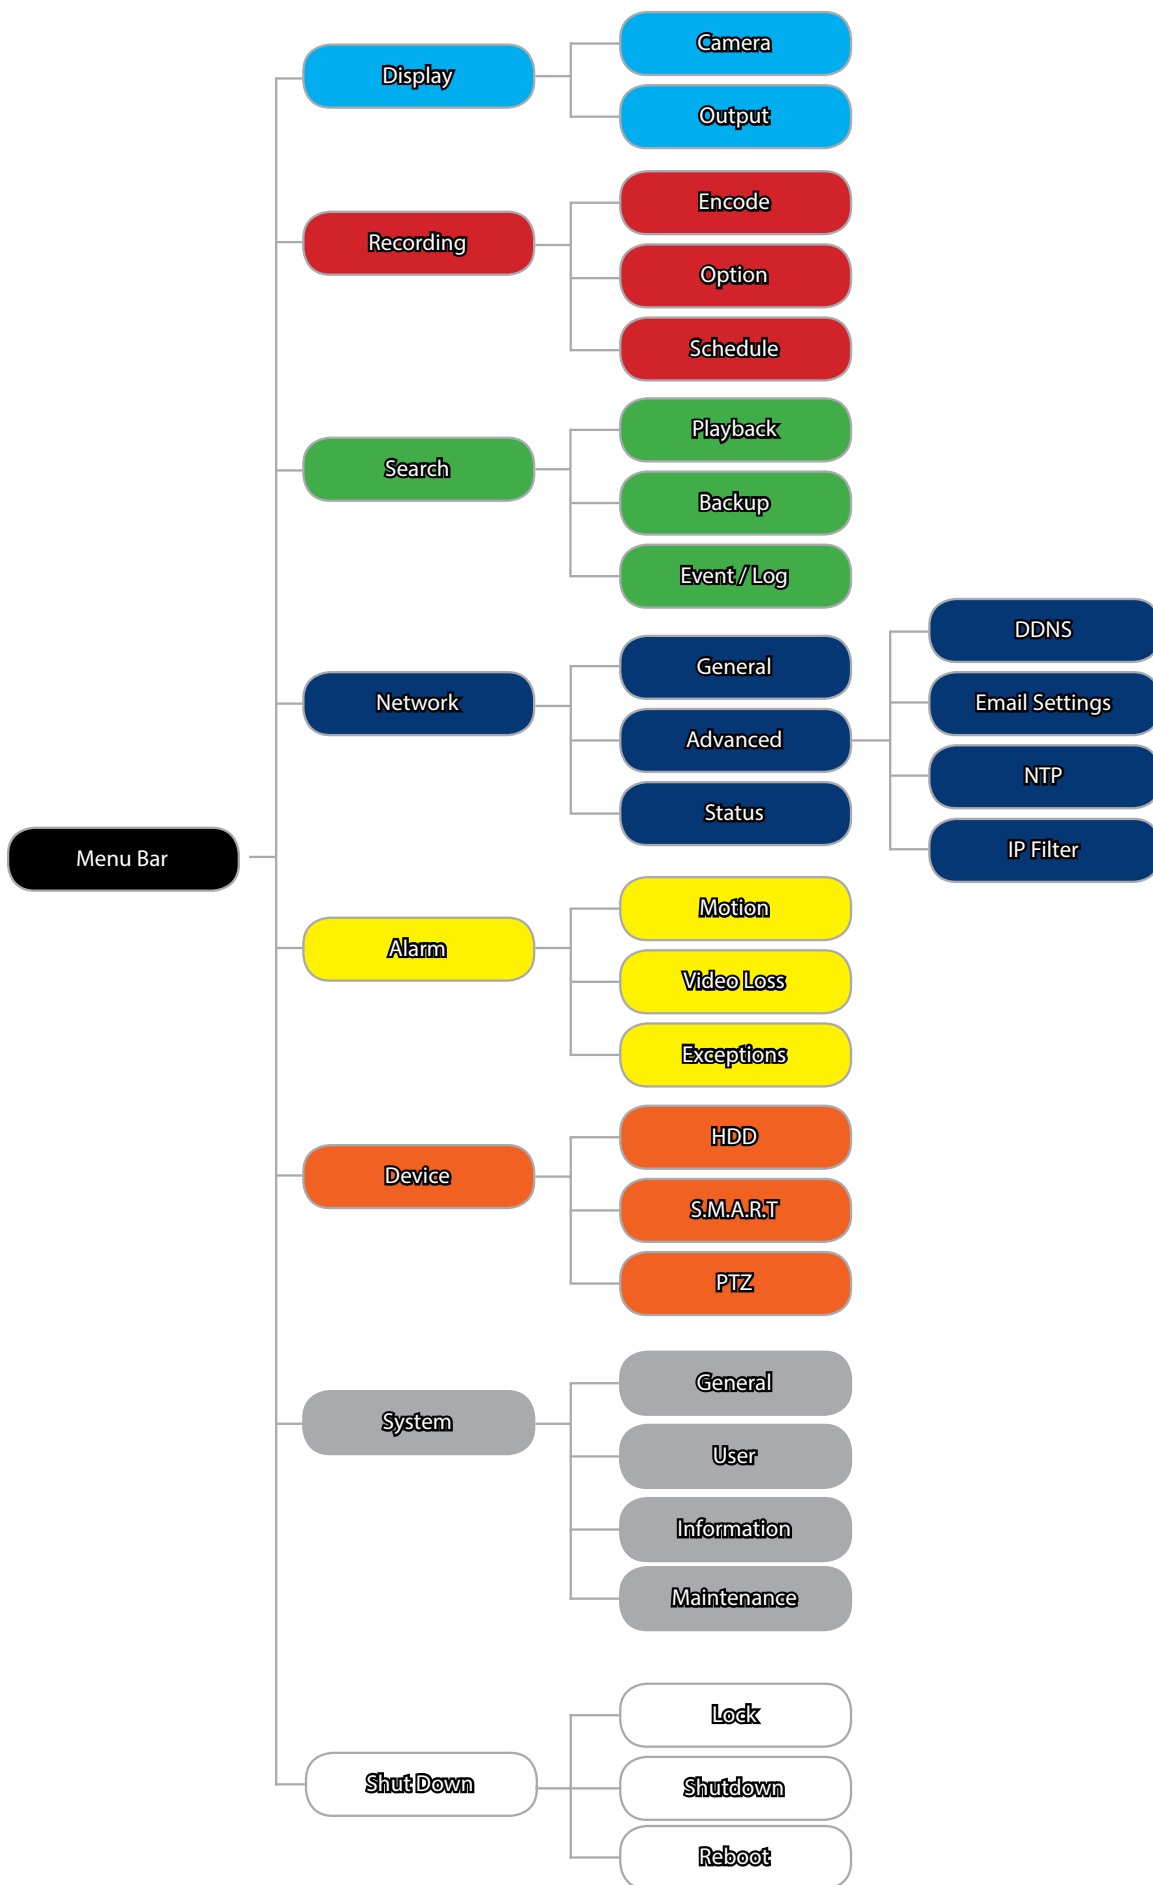 Menu Bar
Display
Camera
Output
Recording
Encode
Option
Schedule
Search
Playback
Backup
Event / Log
Network
General
Advanced
DDNS
Email Settings
NTP
IP Filter
Status
Alarm
Motion
Video Loss
Exceptions
Device
HDD
S.M.A.R.T
PTZ
System
General
User
Information
Maintenance
Shut Down
Lock
Shutdown
Reboot